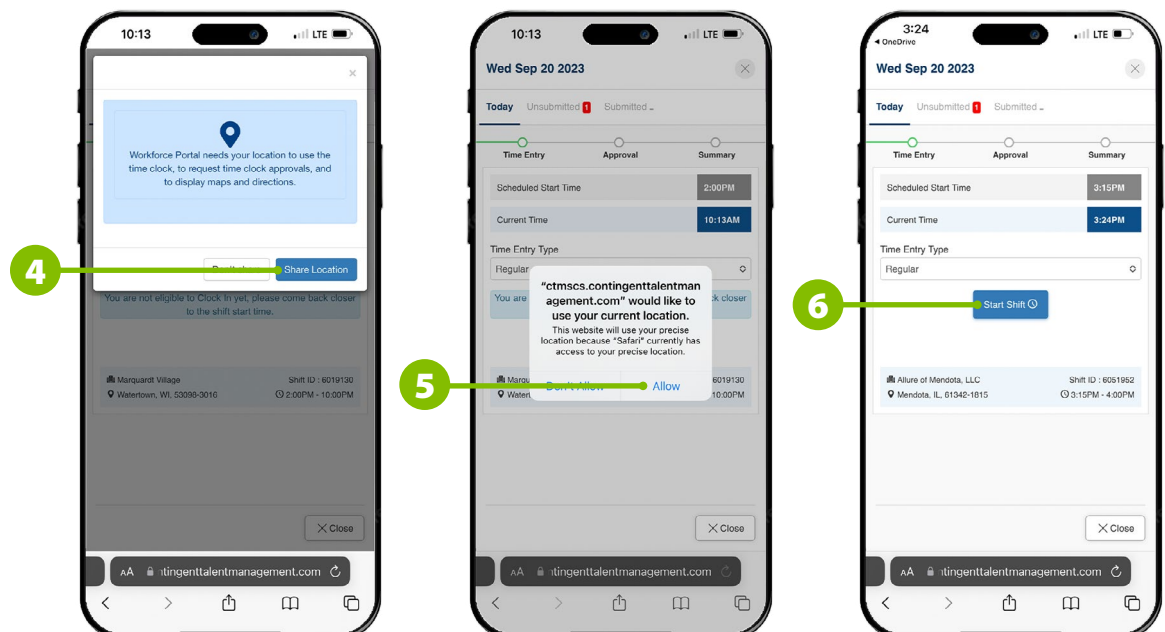 10:13
LTE
×
Workforce Portal needs your location to use the
time clock, to request time clock approvals, and
to display maps and directions.
4
Share Location
You are not eligible to Clock In yet, please come back closer
to the shift start time.
Marquardt Village
Shift ID : 6019130
Watertown, WI, 53098-3016
2:00PM - 10:00PM
× Close
AA
ntingenttalentmanagement.com
10:13
LTE
Wed Sep 20 2023
×
Today Unsubmitted 1 Submitted
Time Entry Approval Summary
Scheduled Start Time 2:00PM
Current Time 10:13AM
Time Entry Type
Regular
You are
ck closer
"ctmscs.contingenttalentman
agement.com" would like to
use your current location.
This website will use your precise
location because "Safari" currently has
access to your precise location.
5
Don't Allow Allow
Marqu
6019130
Watert
10:00PM
× Close
AA
ntingenttalentmanagement.com
3:24
LTE
◄ OneDrive
Wed Sep 20 2023
×
Today Unsubmitted 1 Submitted
Time Entry Approval Summary
Scheduled Start Time 3:15PM
Current Time 3:24PM
Time Entry Type
Regular
6
Start Shift
Allure of Mendota, LLC
Shift ID : 6051952
Mendota, IL, 61342-1815
3:15PM - 4:00PM
× Close
AA
ntingenttalentmanagement.com